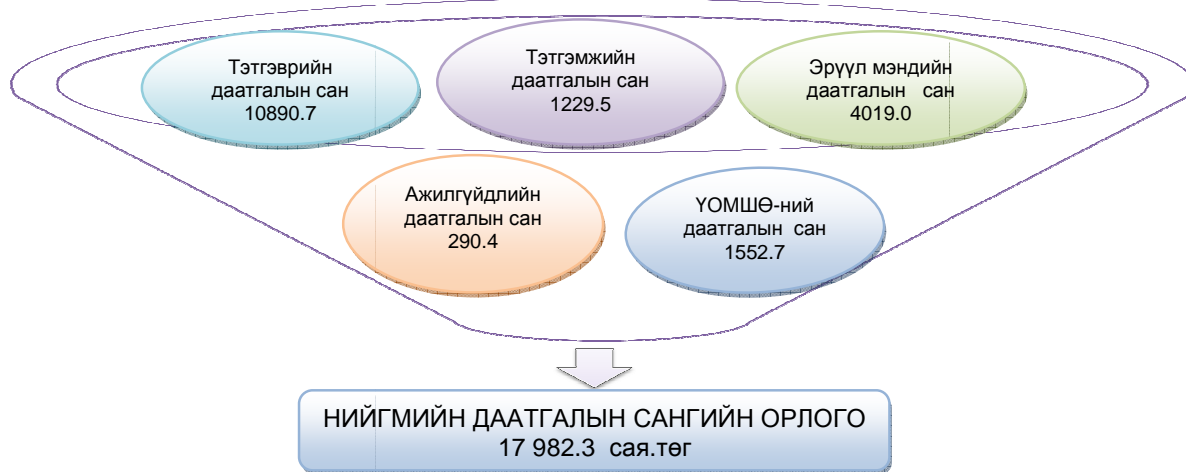 Тэтгэврийн
даатгалын сан
10890.7
Тэтгэмжийн
даатгалын сан
1229.5
Эрүүл мэндийн
даатгалын сан
4019.0
Ажилгүйдлийн
даатгалын сан
290.4
ҮОМШӨ-ний
даатгалын сан
1552.7
НИЙГМИЙН ДААТГАЛЫН САНГИЙН ОРЛОГО
17 982.3 сая.төг